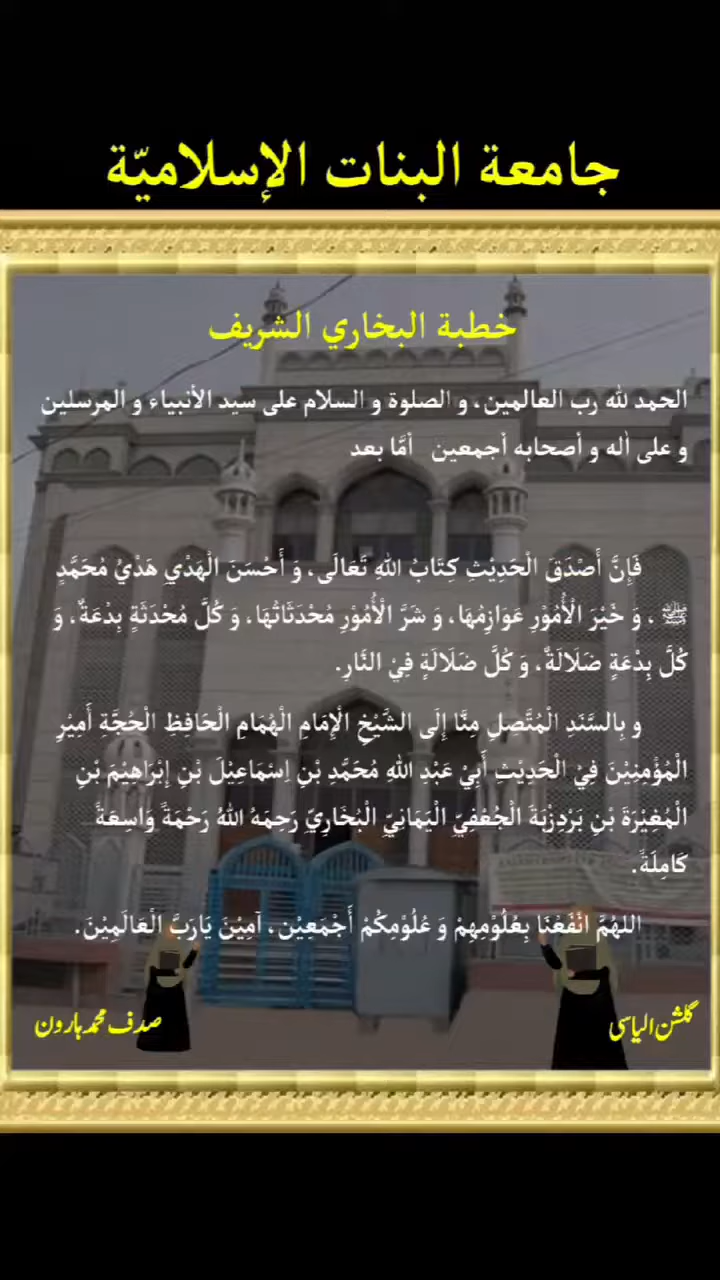 جامعة البنات الإسلاميّة
خطبة البخاري الشريف
الحمد لله رب العالمين، و الصلوة و السلام على سيد الأنبياء و المرسلين
و على أله و أصحابه أجمعين أمَّا بعد
فَإِنَّ أَصْدَقَ الْحَدِيْثِ كِتَابُ اللهِ تَعَالَى، وَ أَحْسَنَ الْهَدْيِ هَدْيُ مُحَمَّدٍ
ﷺ ، وَ خَيْرَ الْأُمُوْرِ عَوَازِمُهَا، وَ شَرَّ الْأُمُوْرِ مُحْدَثَاتُهَا، وَ كُلَّ مُحْدَثَةٍ بِدْعَةٌ، وَ
كُلَّ بِدْعَةٍ ضَلَالَةٌ، وَ كُلَّ ضَلَالَةٍ فِيْ النَّارِ.
و بِالسَّنَدِ الْمُتَّصِلِ مِنَّا إِلَى الشَّيْخِ الْإِمَامِ الْهُمَامِ الْحَافِظِ الْحُجَّةِ أَمِيْرِ
الْمُؤْمِنِيْنَ فِيْ الْحَدِيْثِ أَبِيْ عَبْدِ اللهِ مُحَمَّدِ بْنِ اِسْمَاعِيْلَ بْنِ إِبْرَاهِيْمَ بْنِ
الْمُغِيْرَةَ بْنِ بَرْدِزْبَةَ الْجُعْفِيِّ الْيَمَانِيِّ الْبُخَارِيِّ رَحِمَهُ اللهُ رَحْمَةً وَاسِعَةً
كَامِلَةً.
اللهُمَّ انْفَعْنَا بِعُلُوْمِهِمْ وَ عُلُوْمِكُمْ أَجْمَعِيْن، آمِيْنَ يَارَبَّ الْعَالَمِيْنَ.
گلشن الیاسی
صدف محمد ہارون